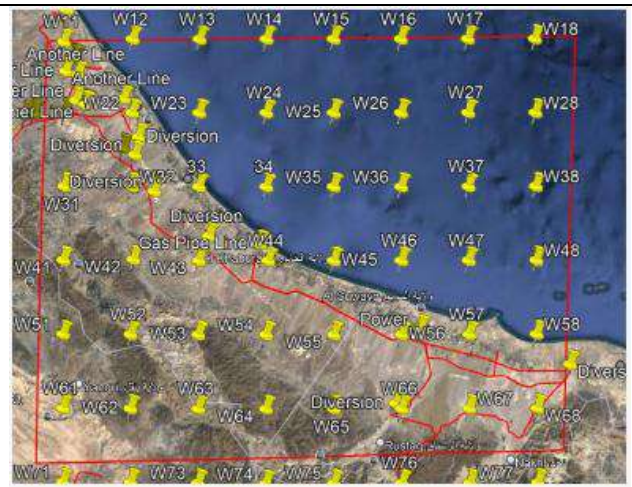 W11 W12 W13 W14 W15 W16 W17 W18
Another Line
Line Another Line
Line
W22 W23 W24 W25 W26 W27 W28
Line Diversion
Diversion
Diversion W32 33 34 W35 W36 W37 W38
W31
Diversion
Gas Pipe Line W44
W41 W42 W43 W45 W46 W47 W48
Power
W51 W52 W53 W54 W55 W56 W57 W58
W61 W62 W63 W64 Diversion W66 W67 W68
W65
W71 W73 W74 W75 W76 W77